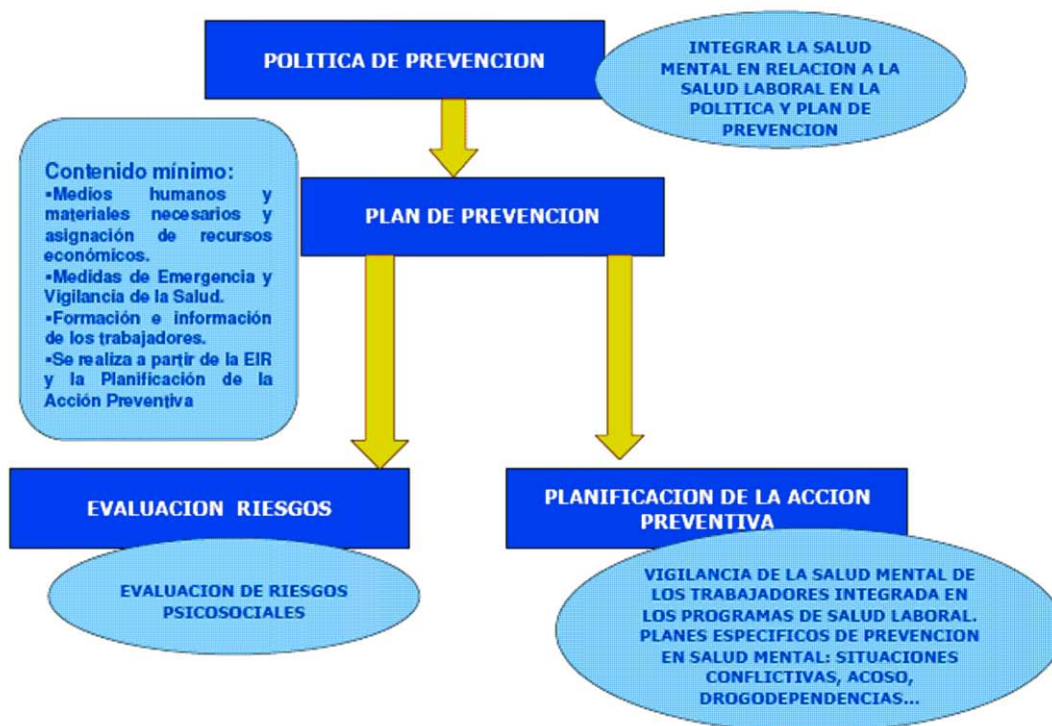 POLITICA DE PREVENCION
INTEGRAR LA SALUD
MENTAL EN RELACION A LA
SALUD LABORAL EN LA
POLITICA Y PLAN DE
PREVENCION
Contenido mínimo:
▪Medios humanos y
materiales necesarios y
asignación de recursos
económicos.
▪Medidas de Emergencia y
Vigilancia de la Salud.
▪Formación e información
de los trabajadores.
▪Se realiza a partir de la EIR
y la Planificación de la
Acción Preventiva
PLAN DE PREVENCION
EVALUACION RIESGOS
EVALUACION DE RIESGOS
PSICOSOCIALES
PLANIFICACION DE LA ACCION
PREVENTIVA
VIGILANCIA DE LA SALUD MENTAL DE
LOS TRABAJADORES INTEGRADA EN
LOS PROGRAMAS DE SALUD LABORAL.
PLANES ESPECIFICOS DE PREVENCION
EN SALUD MENTAL: SITUACIONES
CONFLICTIVAS, ACOSO,
DROGODEPENDENCIAS...